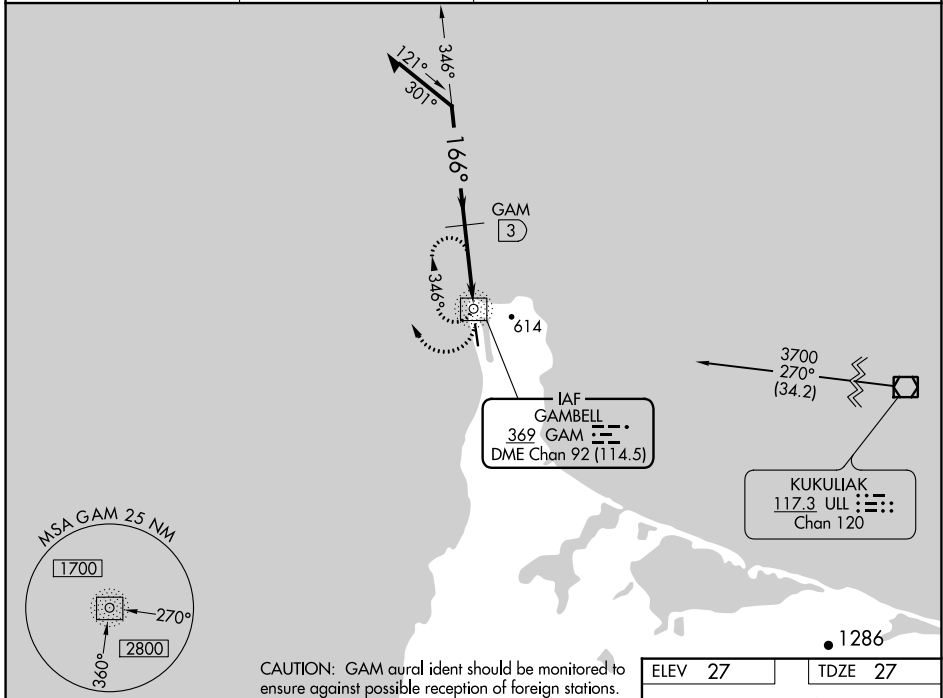 346°
121°
301°
166°
GAM
3
346°
614
3700
270°
(34.2)
IAF
GAMBELL
369 GAM
DME Chan 92 (114.5)
KUKULIAK
117.3 ULL
Chan 120
MSA GAM 25 NM
1700
270°
2800
360°
1286
CAUTION: GAM aural ident should be monitored to
ensure against possible reception of foreign stations.
ELEV 27
TDZE 27